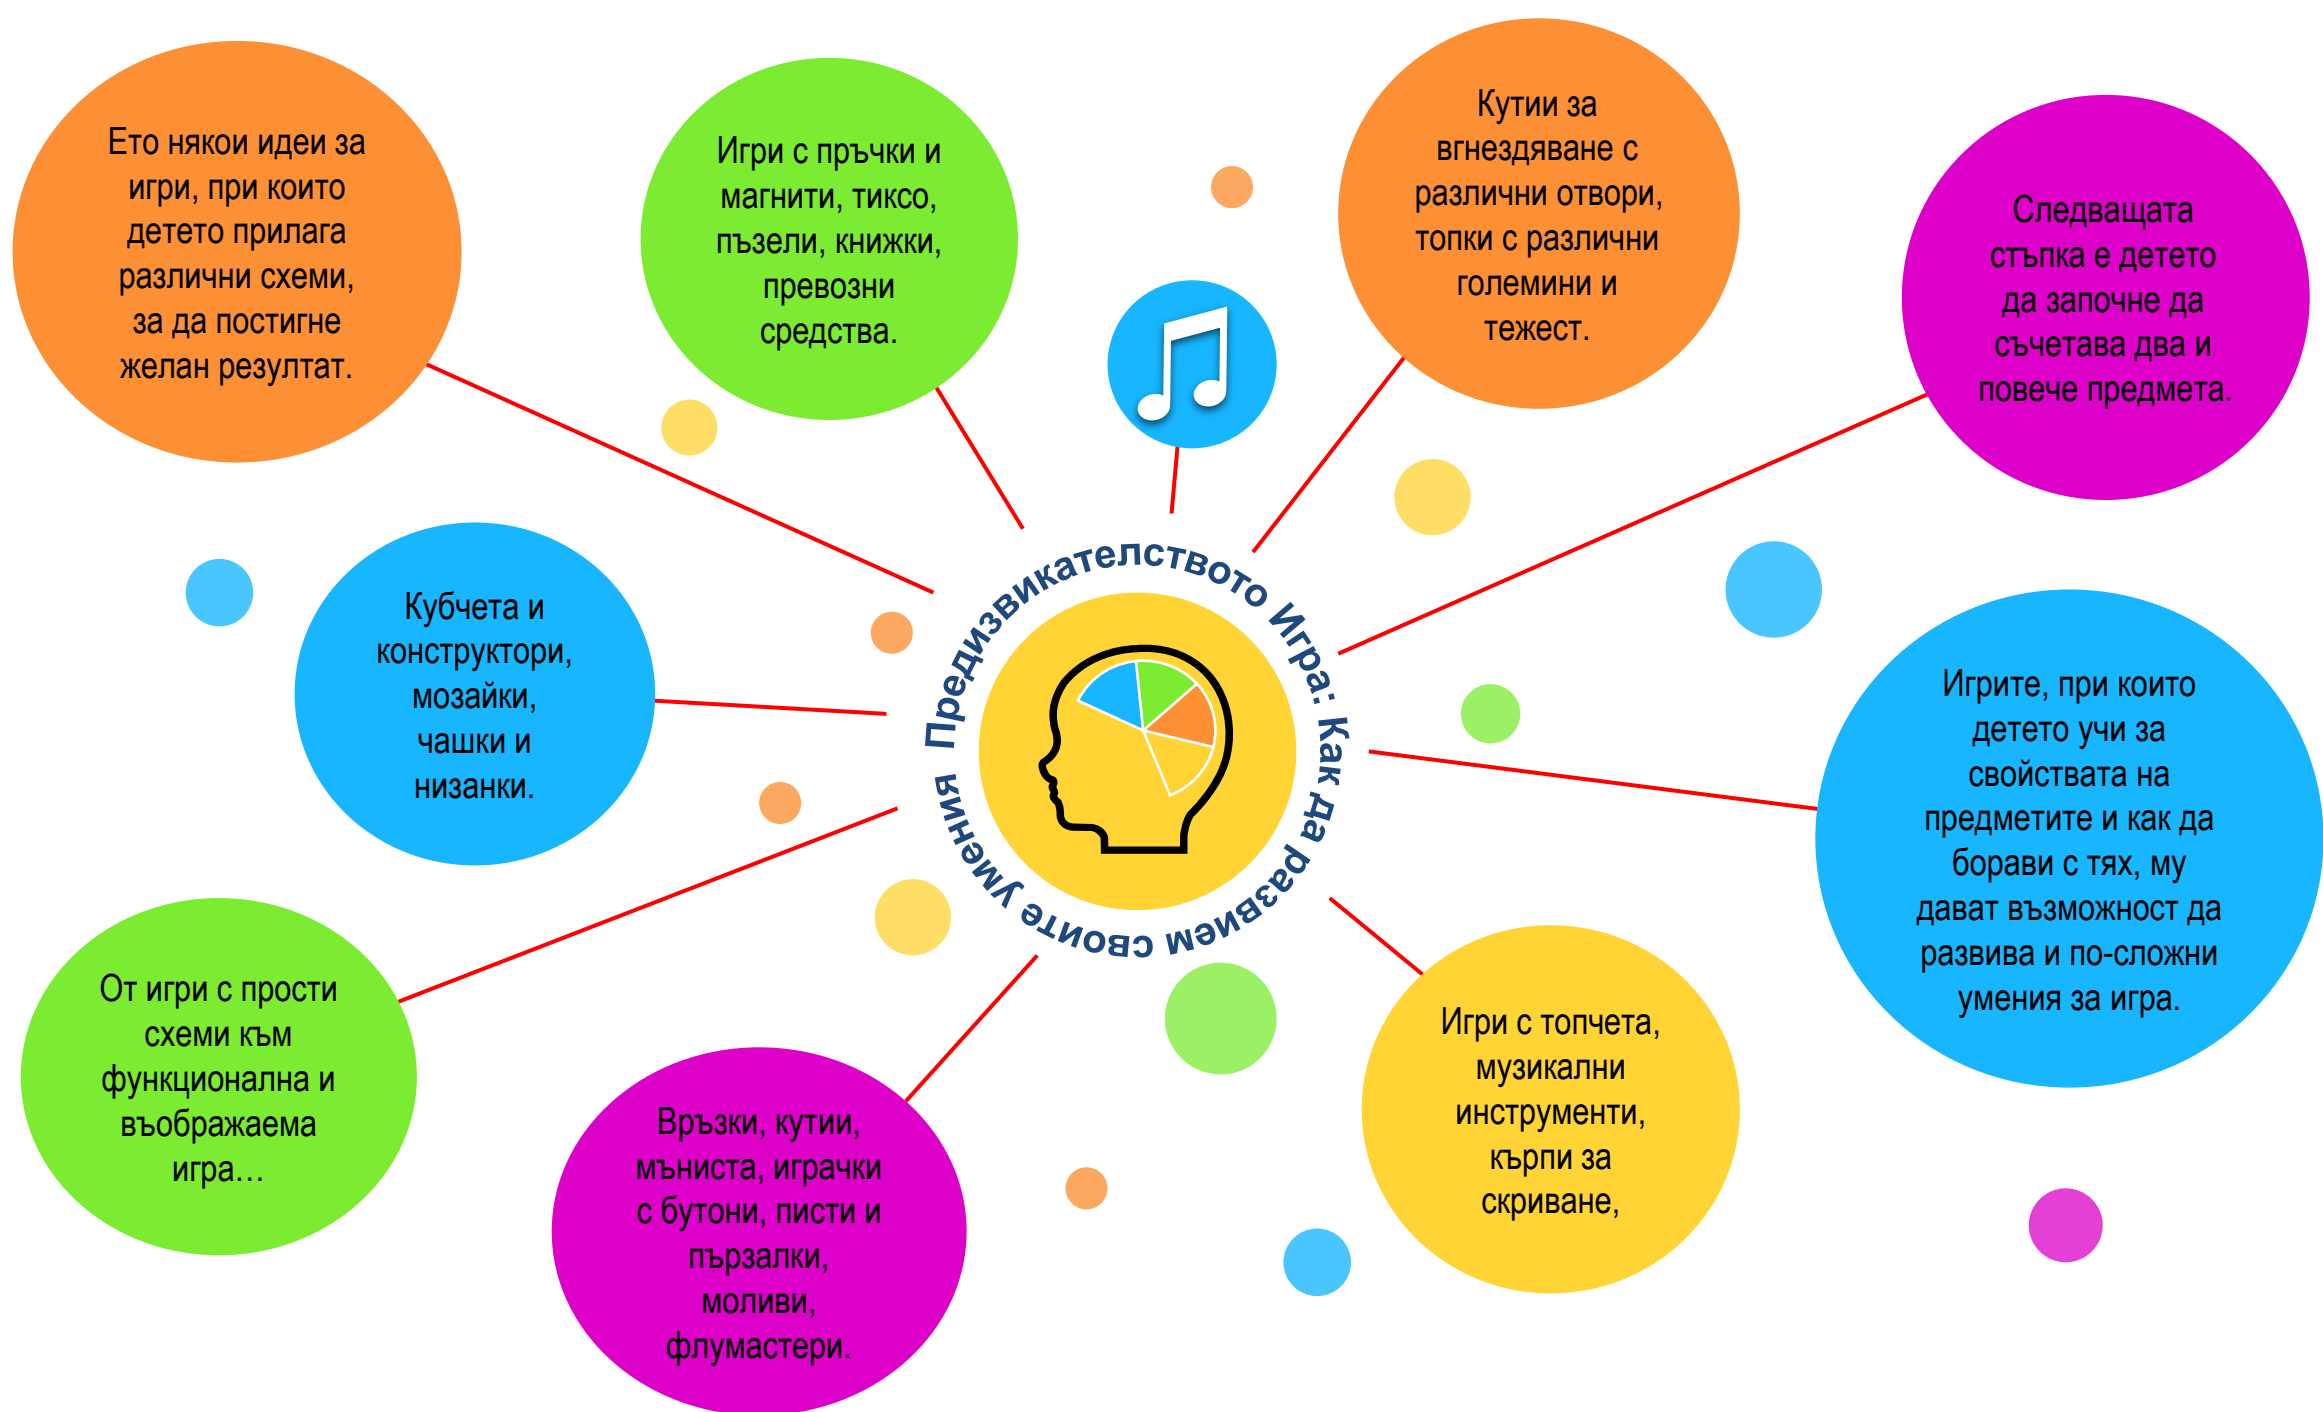 Ето някои идеи за
игри, при които
детето прилага
различни схеми,
за да постигне
желан резултат.
Игри с пръчки и
магнити, тиксо,
пъзели, книжки,
превозни
средства.
Кутии за
вгнездяване с
различни отвори,
топки с различни
големини и
тежест.
Следващата
стъпка е детето
да започне да
съчетава два и
повече предмета.
Кубчета и
конструктори,
мозайки,
чашки и
низанки.
Предизвикателството Игра: Как да развием своите умения
Игрите, при които
детето учи за
свойствата на
предметите и как да
борави с тях, му
дават възможност да
развива и по-сложни
умения за игра.
От игри с прости
схеми към
функционална и
въображаема
игра...
Връзки, кутии,
мъниста, играчки
с бутони, писти и
пързалки,
моливи,
флумастери.
Игри с топчета,
музикални
инструменти,
кърпи за
скриване,